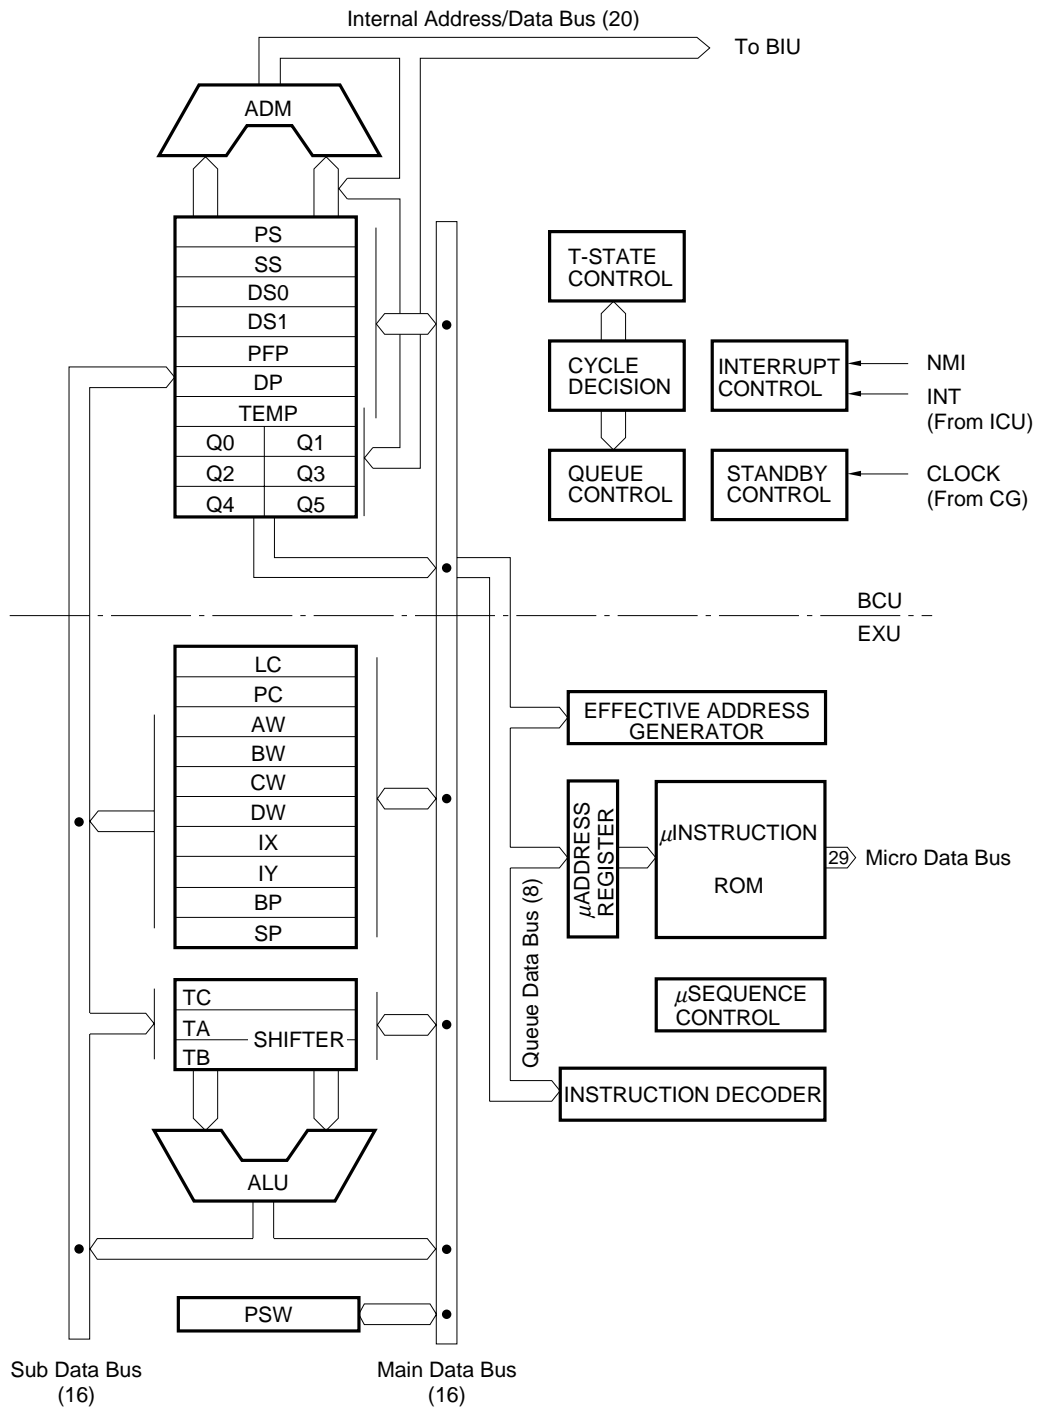 Internal Address/Data Bus (20)
To BIU
ADM
PS
SS
DS0
DS1
PFP
DP
TEMP
Q0 Q1
Q2 Q3
Q4 Q5
T-STATE
CONTROL
CYCLE
DECISION
QUEUE
CONTROL
INTERRUPT
CONTROL
NMI
INT
(From ICU)
STANDBY
CONTROL
CLOCK
(From CG)
BCU
EXU
LC
PC
AW
BW
CW
DW
IX
IY
BP
SP
EFFECTIVE ADDRESS
GENERATOR
μADDRESS
REGISTER
μINSTRUCTION
ROM
29
Micro Data Bus
Queue Data Bus (8)
μSEQUENCE
CONTROL
INSTRUCTION DECODER
TC
TA
SHIFTER
TB
ALU
PSW
Sub Data Bus
(16)
Main Data Bus
(16)